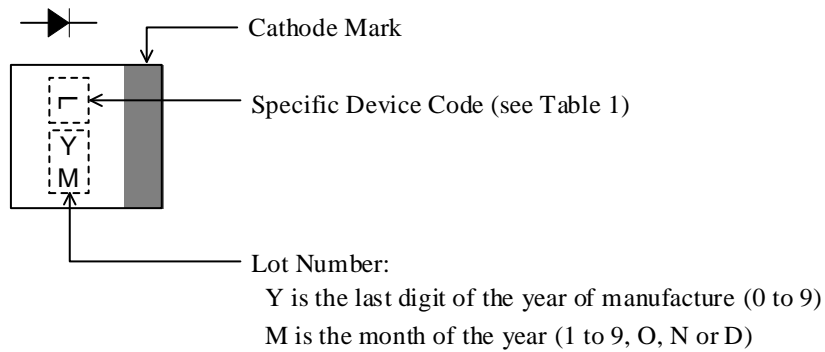 Cathode Mark
L
Specific Device Code (see Table 1)
Y
M
Lot Number:
Y is the last digit of the year of manufacture (0 to 9)
M is the month of the year (1 to 9, O, N or D)